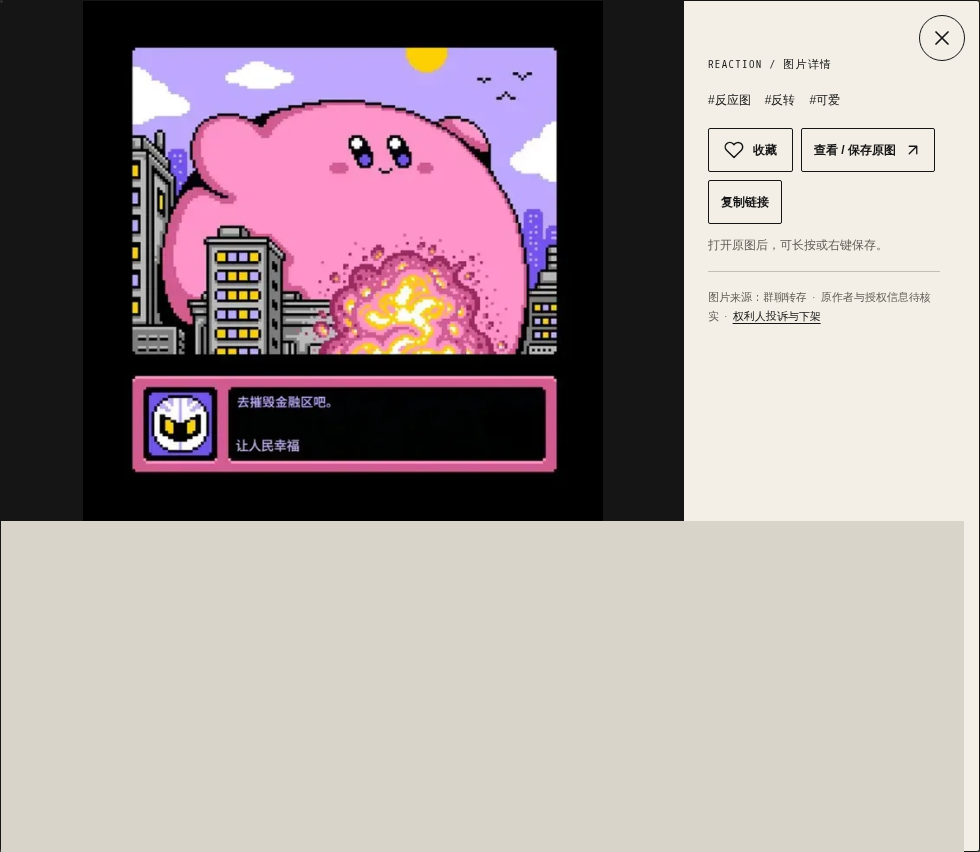 去摧毁金融区吧。
让人民幸福
REACTION / 图片详情
#反应图 #反转 #可爱
收藏
查看 / 保存原图
复制链接
打开原图后，可长按或右键保存。
图片来源：群聊转存 · 原作者与授权信息待核
实 · 权利人投诉与下架